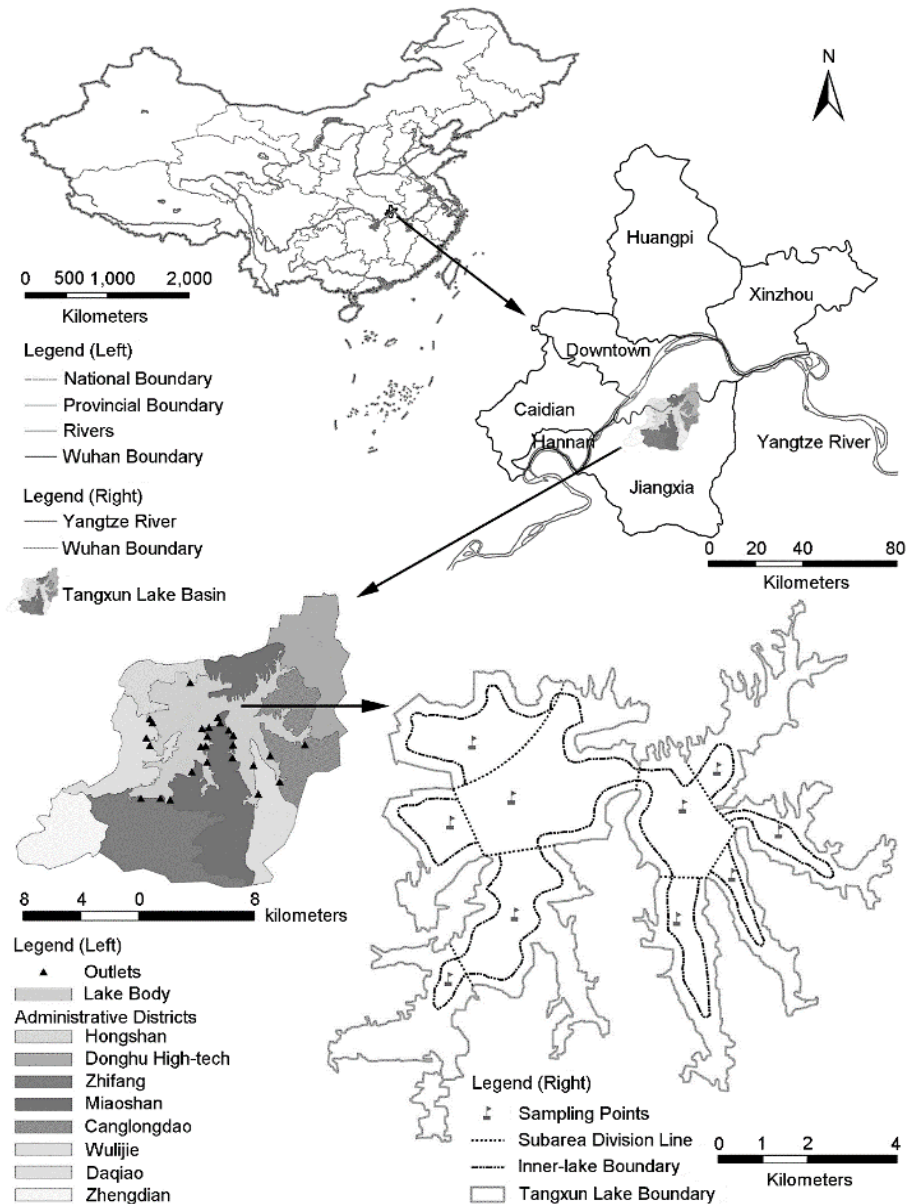 N
Huangpi
Xinzhou
Downtown
Caidian
Hannan
Yangtze River
Jiangxia
0 500 1,000 2,000
Kilometers
Legend (Left)
National Boundary
Provincial Boundary
Rivers
Wuhan Boundary
Legend (Right)
Yangtze River
Wuhan Boundary
Tangxun Lake Basin
0 20 40 80
Kilometers
8 4 0 8
kilometers
Legend (Left)
Outlets
Lake Body
Administrative Districts
Hongshan
Donghu High-tech
Zhifang
Miaoshan
Canglongdao
Wulijie
Daqiao
Zhengdian
Legend (Right)
Sampling Points
Subarea Division Line
Inner-lake Boundary
Tangxun Lake Boundary
0 1 2 4
Kilometers